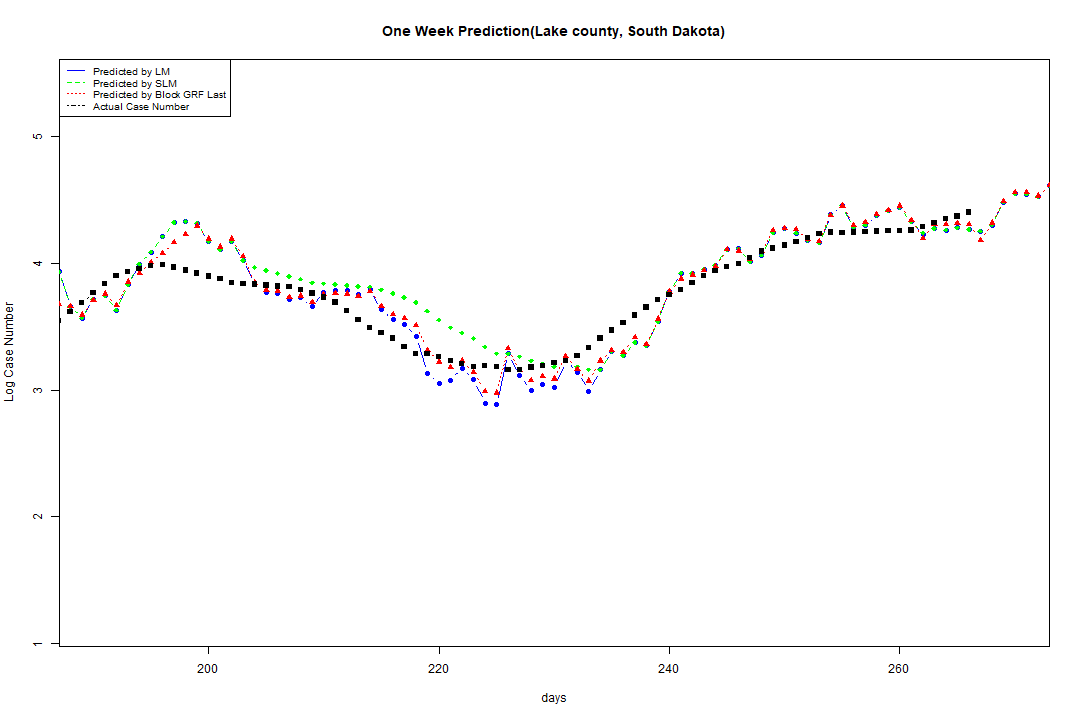 One Week Prediction(Lake county, South Dakota)
Predicted by LM
Predicted by SLM
Predicted by Block GRF Last
Actual Case Number
5
4
3
2
1
Log Case Number
200
220
240
260
days